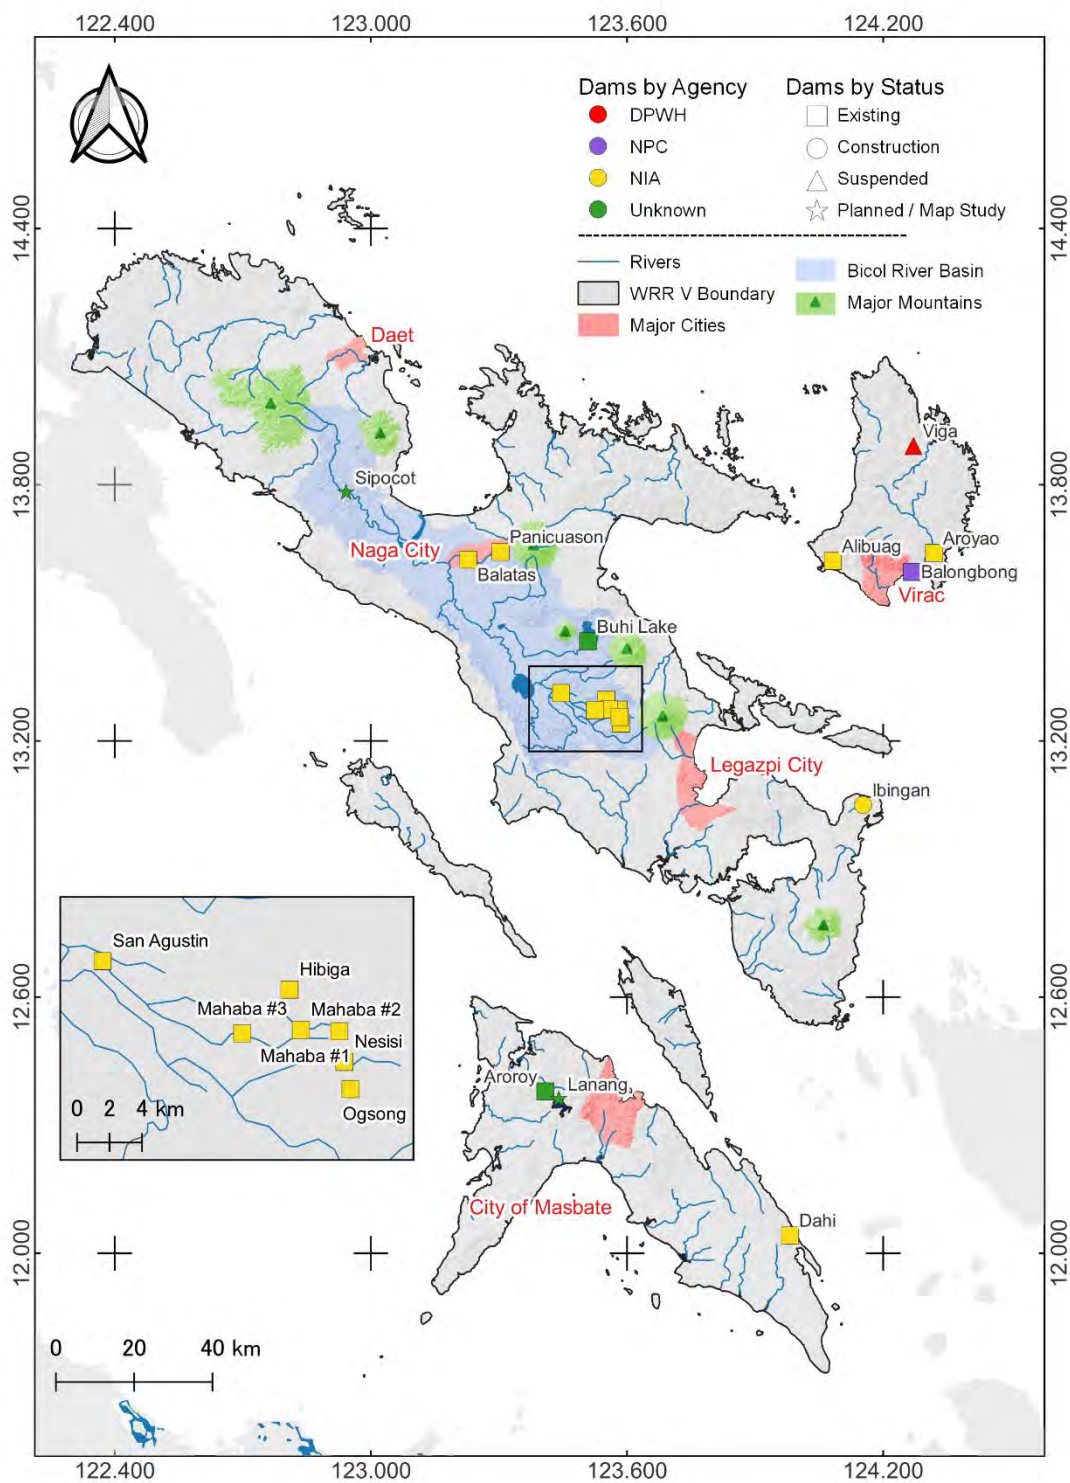 122.400 123.000 123.600 124.200
Dams by Agency
DPWH
NPC
NIA
Unknown
Dams by Status
Existing
Construction
Suspended
Planned / Map Study
Rivers
WRR V Boundary
Major Cities
Bicol River Basin
Major Mountains
14.400 14.400
Daet
Viga
Sipocot
13.800 13.800
Panicuason
Naga City
Balatas
Alibuag
Aroyao
Balongbong
Virac
Buhi Lake
13.200 13.200
Legazpi City
Ibingan
San Agustin
Hibiga
Mahaba #3
Mahaba #2
Nesisi
Mahaba #1
Ogsong
0 2 4 km
12.600 12.600
Aroroy
Lanang
City of Masbate
Dahi
12.000 12.000
0 20 40 km
122.400 123.000 123.600 124.200